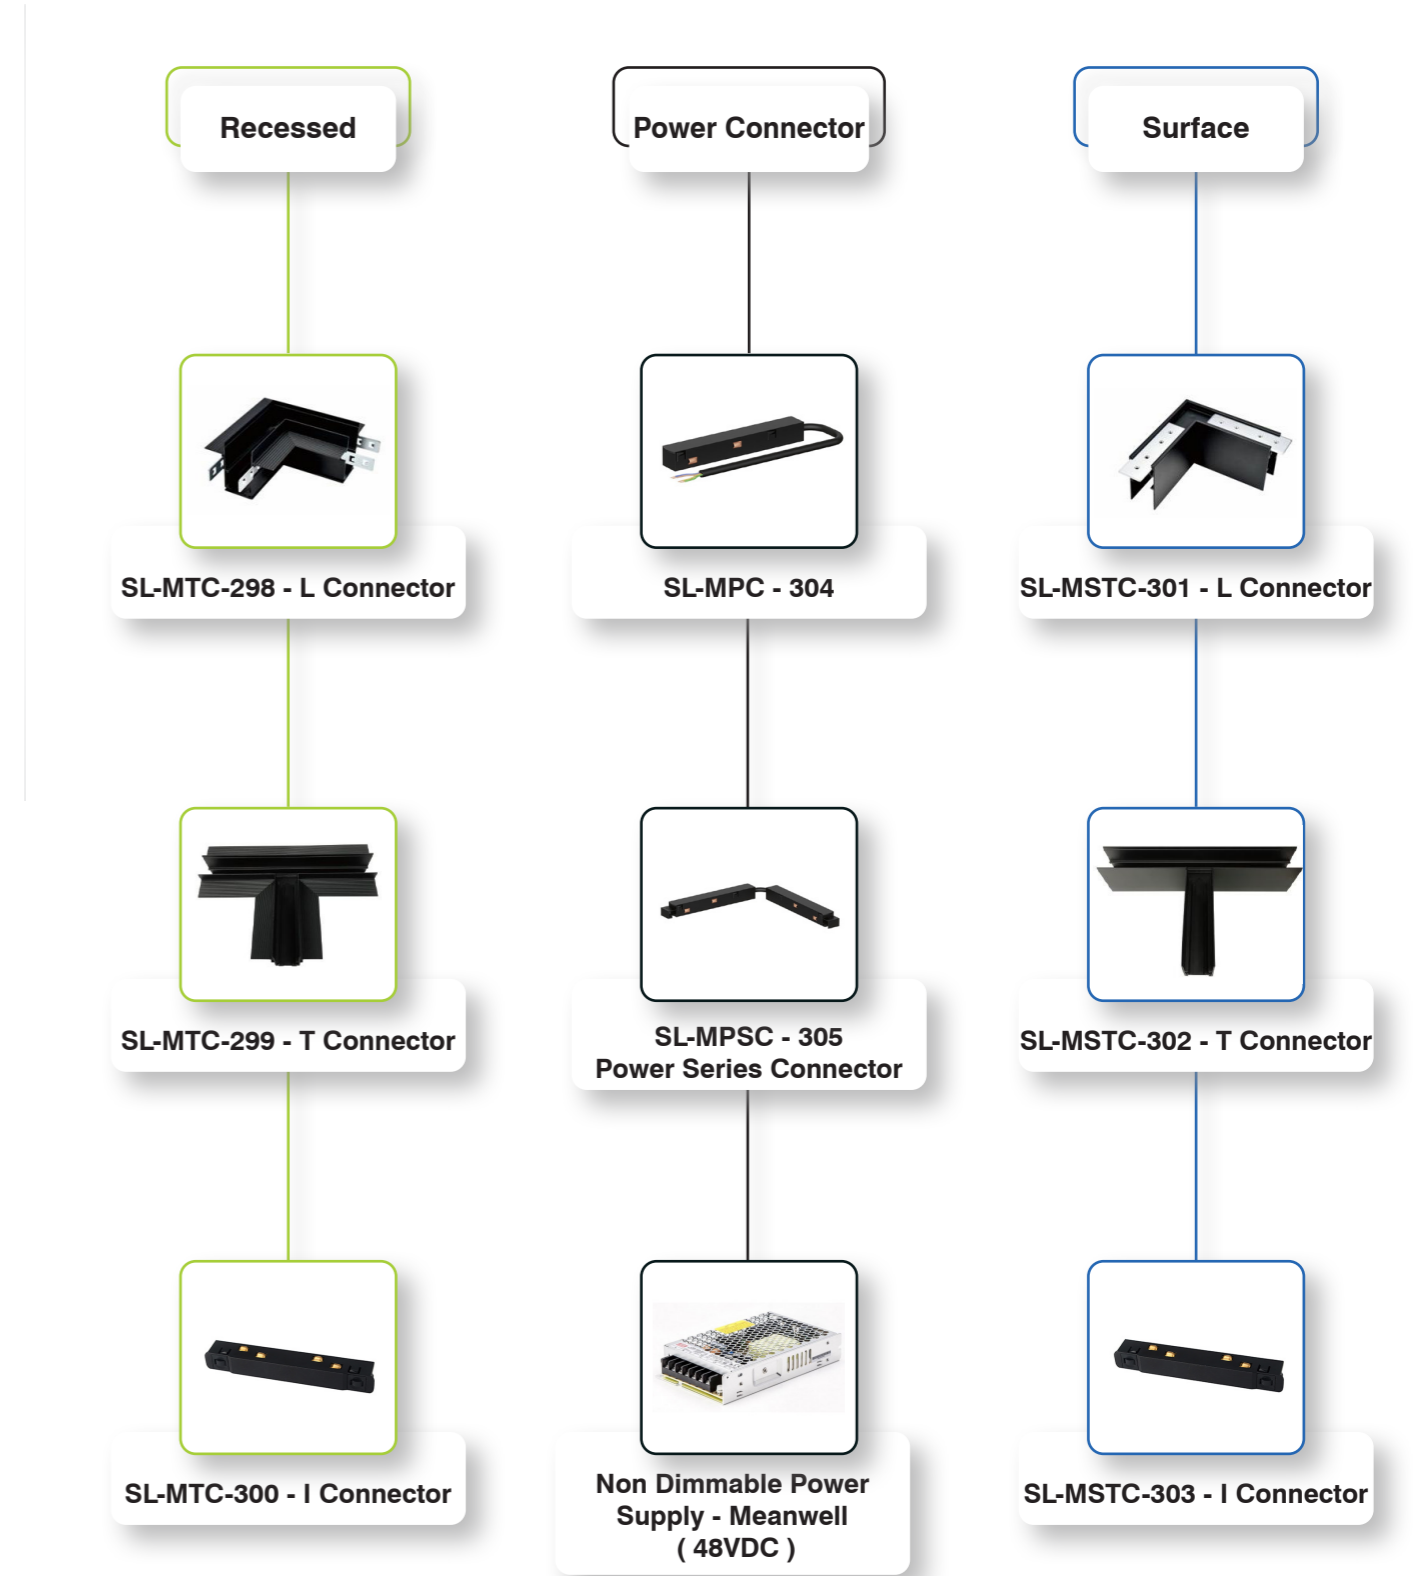 Recessed
Power Connector
Surface
SL-MTC-298 - L Connector
SL-MPC - 304
SL-MSTC-301 - L Connector
SL-MTC-299 - T Connector
SL-MPSC - 305
Power Series Connector
SL-MSTC-302 - T Connector
SL-MTC-300 - I Connector
Non Dimmable Power
Supply - Meanwell
( 48VDC )
SL-MSTC-303 - I Connector